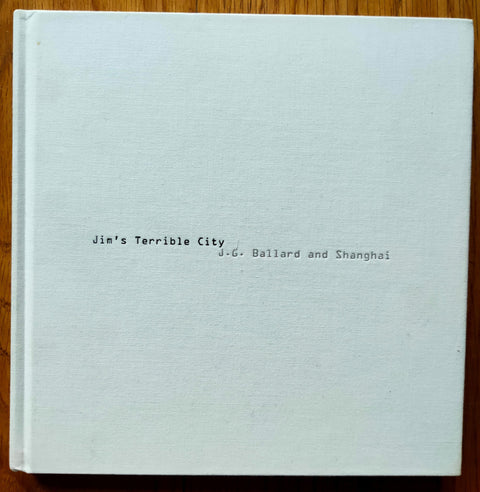 Jim's Terrible City
J.G. Ballard and Shanghai